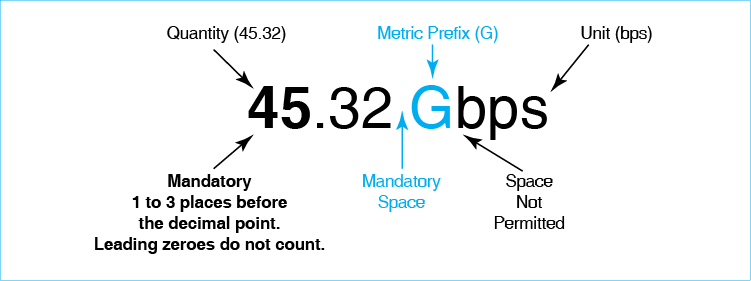 Quantity (45.32)
Metric Prefix (G)
Unit (bps)
45.32 Gbps
Mandatory
1 to 3 places before
the decimal point.
Leading zeroes do not count.
Mandatory
Space
Space
Not
Permitted